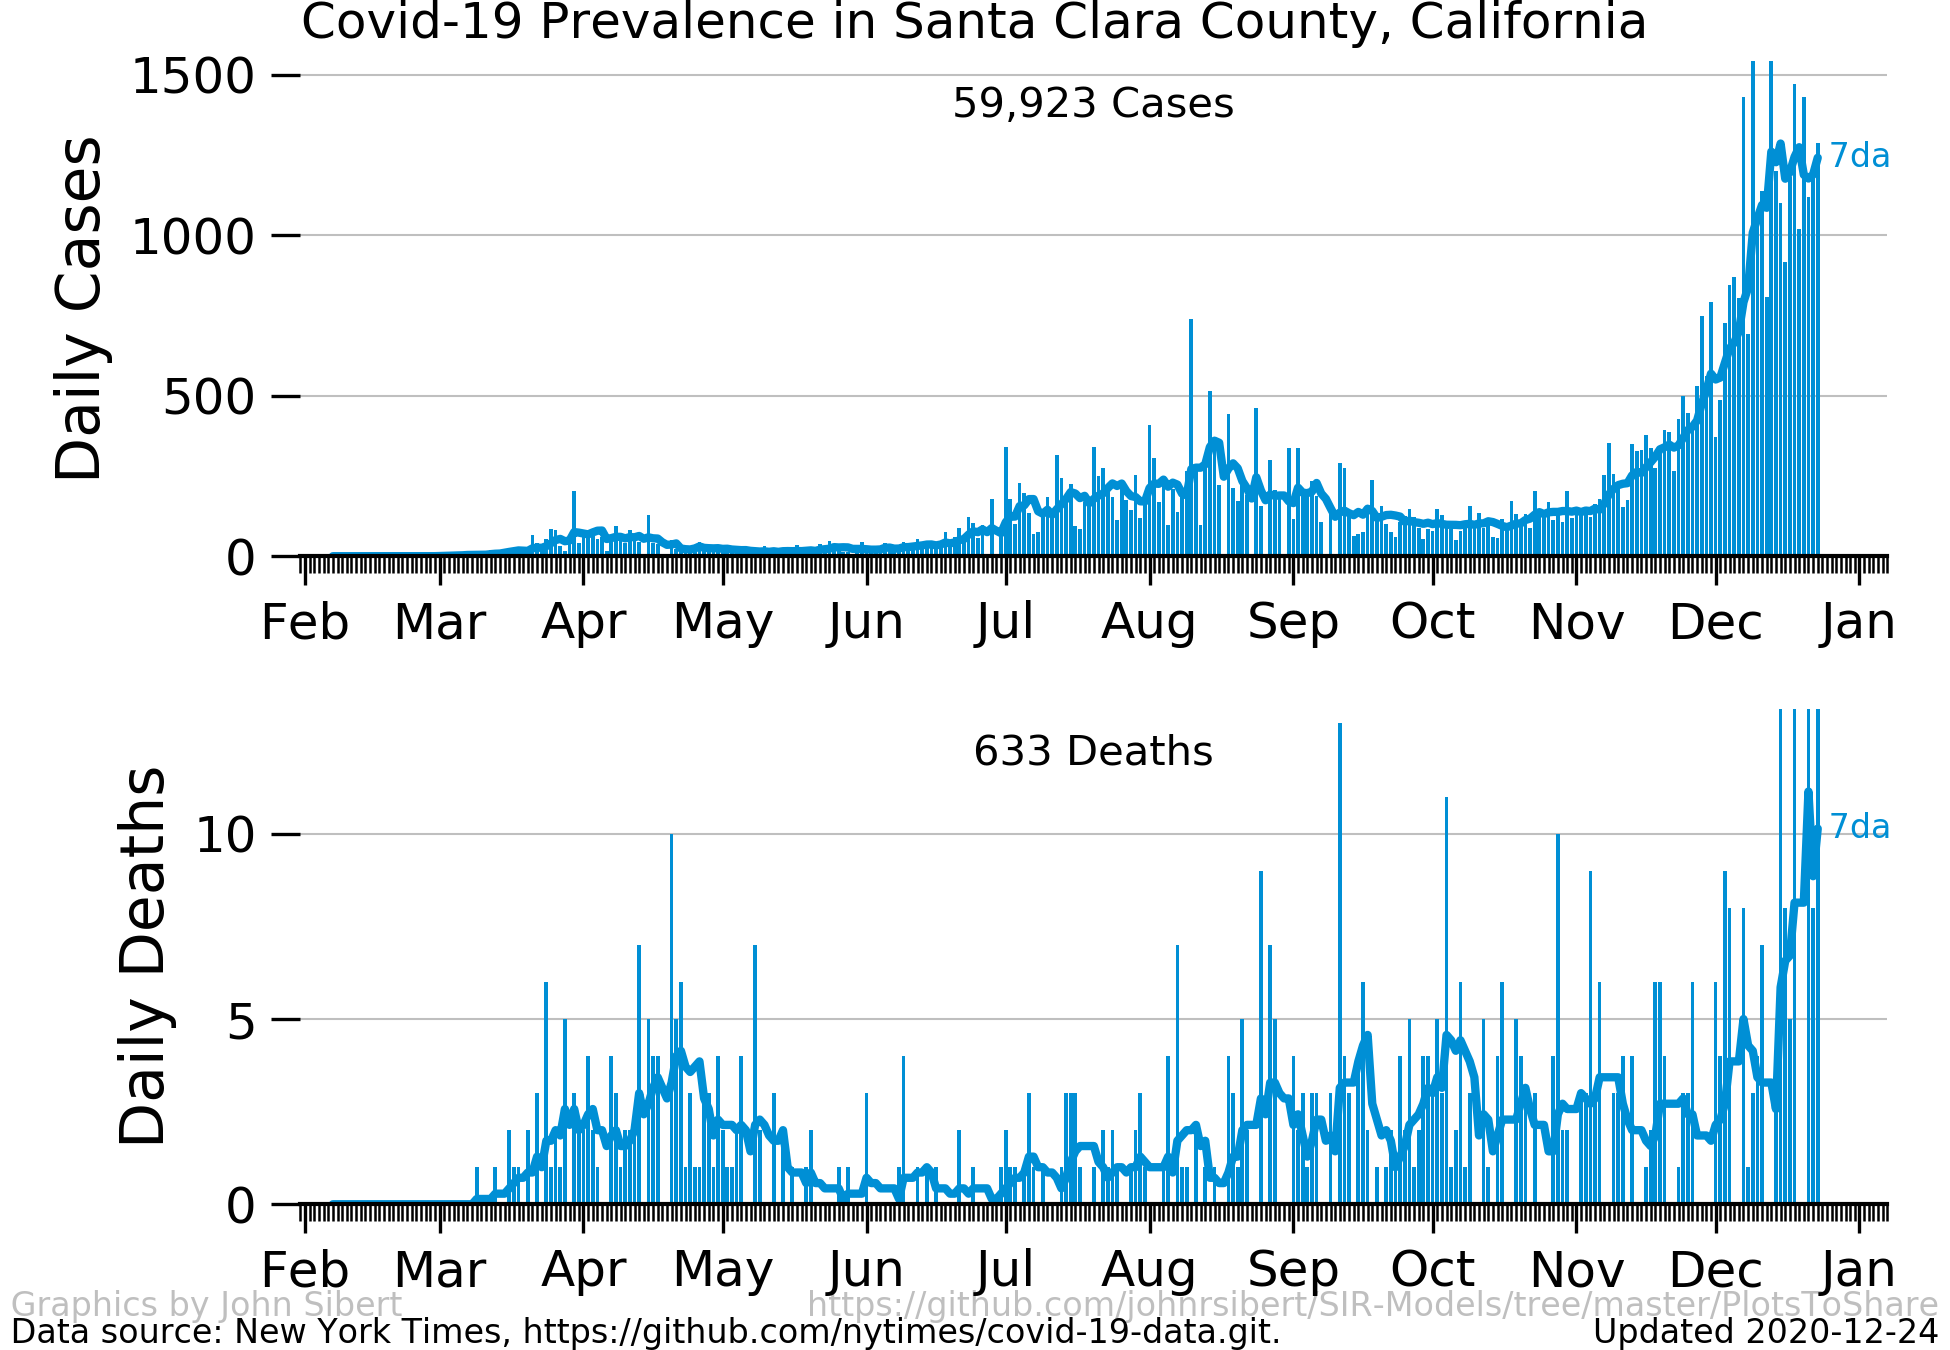 Covid-19 Prevalence in Santa Clara County, California
59,923 Cases
Daily Cases
1500
1000
500
0
7da
Feb Mar Apr May Jun Jul Aug Sep Oct Nov Dec Jan
633 Deaths
Daily Deaths
10
5
0
7da
Feb Mar Apr May Jun Jul Aug Sep Oct Nov Dec Jan
Graphics by John Sibert https://github.com/johnrsibert/SIR-Models/tree/master/PlotsToShare
Data source: New York Times, https://github.com/nytimes/covid-19-data.git. Updated 2020-12-24